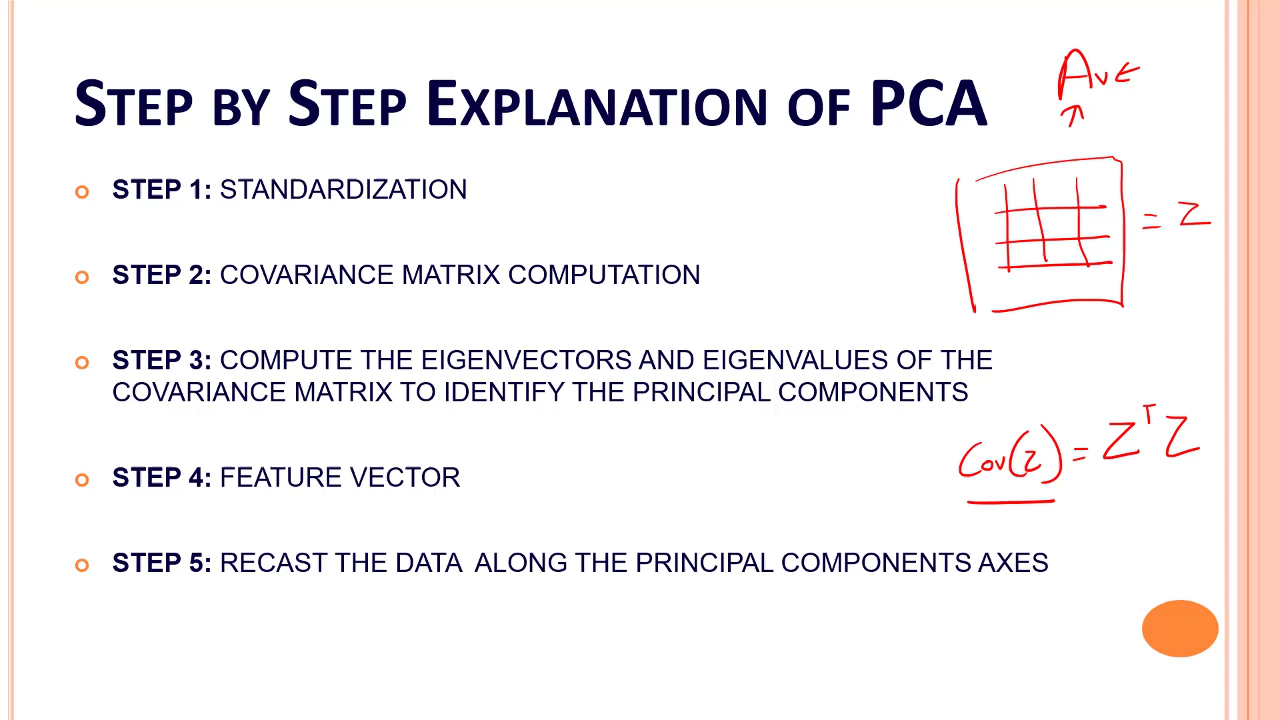 STEP BY STEP EXPLANATION OF PCA
Ave
STEP 1: STANDARDIZATION
= Z
STEP 2: COVARIANCE MATRIX COMPUTATION
STEP 3: COMPUTE THE EIGENVECTORS AND EIGENVALUES OF THE
COVARIANCE MATRIX TO IDENTIFY THE PRINCIPAL COMPONENTS
Cov(Z) = Z^T Z
STEP 4: FEATURE VECTOR
STEP 5: RECAST THE DATA ALONG THE PRINCIPAL COMPONENTS AXES